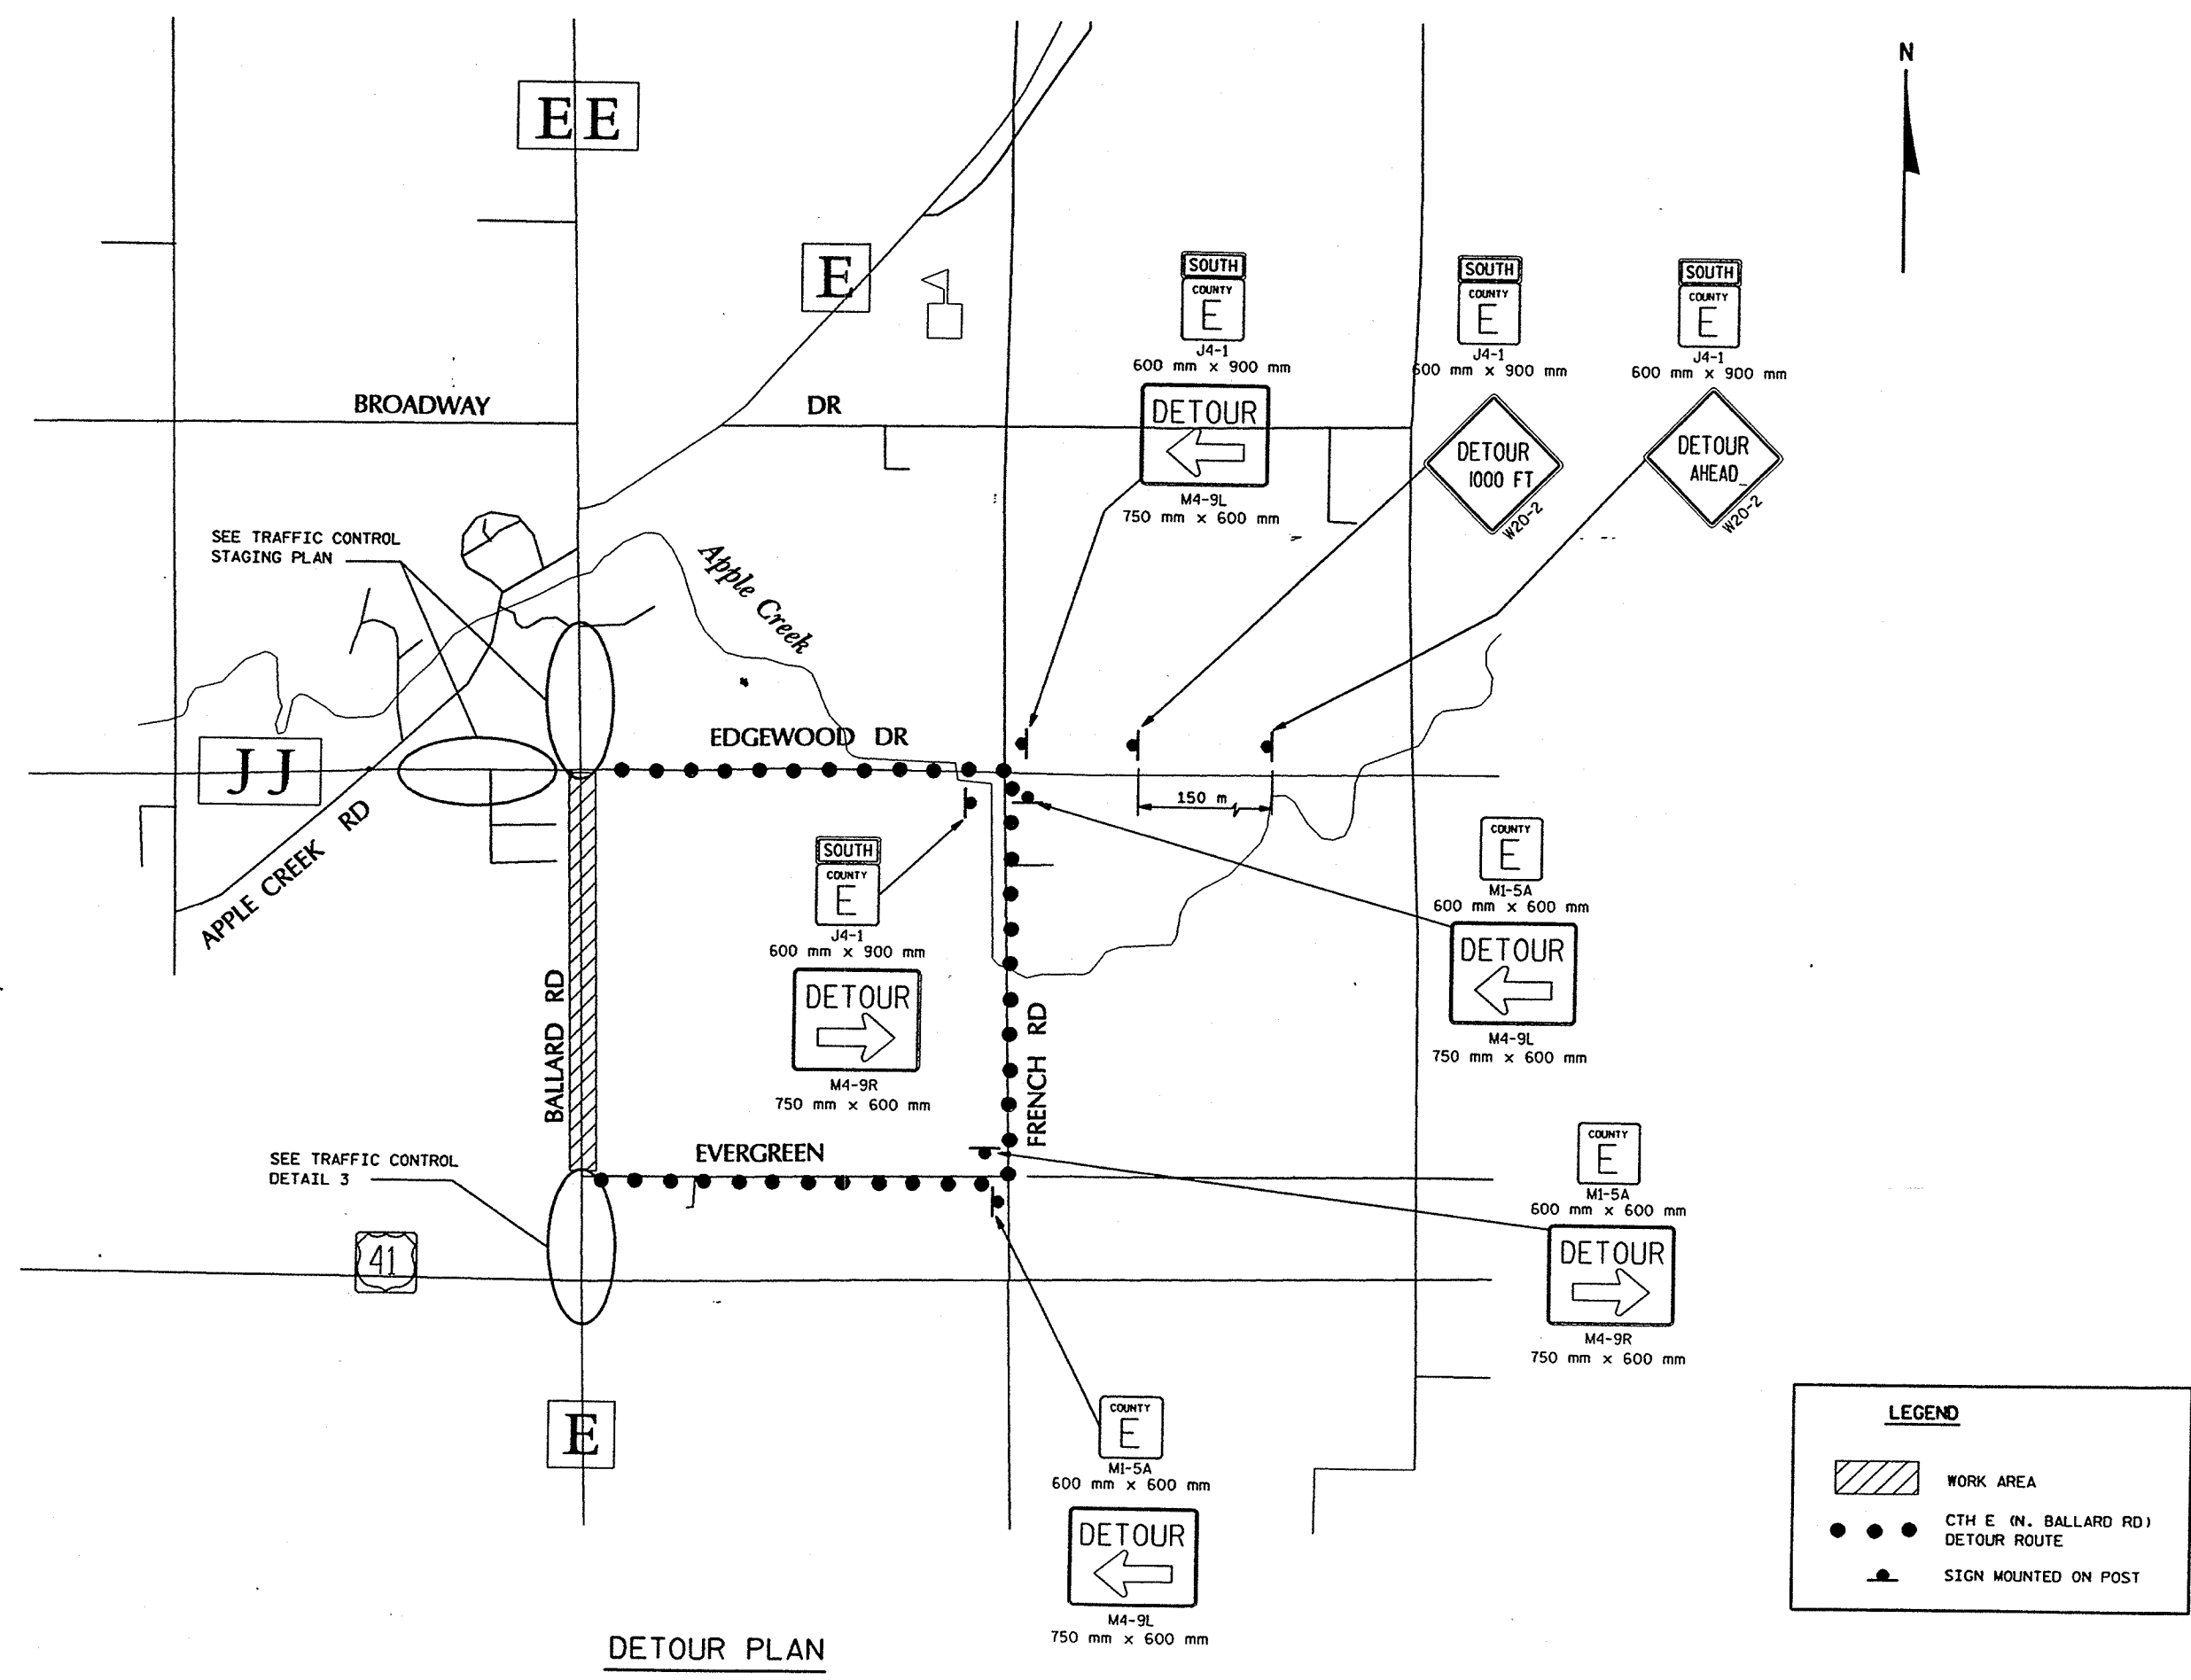 N
EE
E
SOUTH
COUNTY
E
J4-1
600 mm x 900 mm
DETOUR
M4-9L
750 mm x 600 mm
SOUTH
COUNTY
E
J4-1
600 mm x 900 mm
DETOUR
1000 FT
W20-2
SOUTH
COUNTY
E
J4-1
600 mm x 900 mm
DETOUR
AHEAD
W20-2
BROADWAY DR
SEE TRAFFIC CONTROL
STAGING PLAN
Apple Creek
EDGEWOOD DR
JJ
APPLE CREEK RD
150 m
SOUTH
COUNTY
E
J4-1
600 mm x 900 mm
DETOUR
M4-9R
750 mm x 600 mm
COUNTY
E
M1-5A
600 mm x 600 mm
DETOUR
M4-9L
750 mm x 600 mm
BALLARD RD
FRENCH RD
EVERGREEN
SEE TRAFFIC CONTROL
DETAIL 3
41
COUNTY
E
M1-5A
600 mm x 600 mm
DETOUR
M4-9R
750 mm x 600 mm
E
COUNTY
E
M1-5A
600 mm x 600 mm
DETOUR
M4-9L
750 mm x 600 mm
LEGEND
WORK AREA
CTH E (N. BALLARD RD)
DETOUR ROUTE
SIGN MOUNTED ON POST
DETOUR PLAN